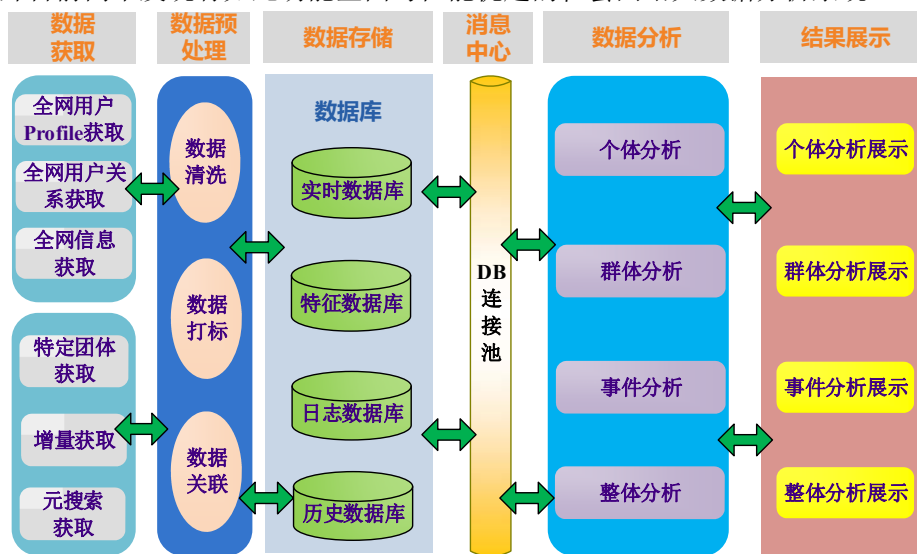 数据
获取
数据预
处理
数据存储
消息
中心
数据分析
结果展示
全网用户
Profile获取
全网用户关
系获取
全网信息
获取
特定团体
获取
增量获取
元搜索
获取
数据
清洗
数据
打标
数据
关联
数据库
实时数据库
特征数据库
日志数据库
历史数据库
DB
连
接
池
个体分析
群体分析
事件分析
整体分析
个体分析展示
群体分析展示
事件分析展示
整体分析展示